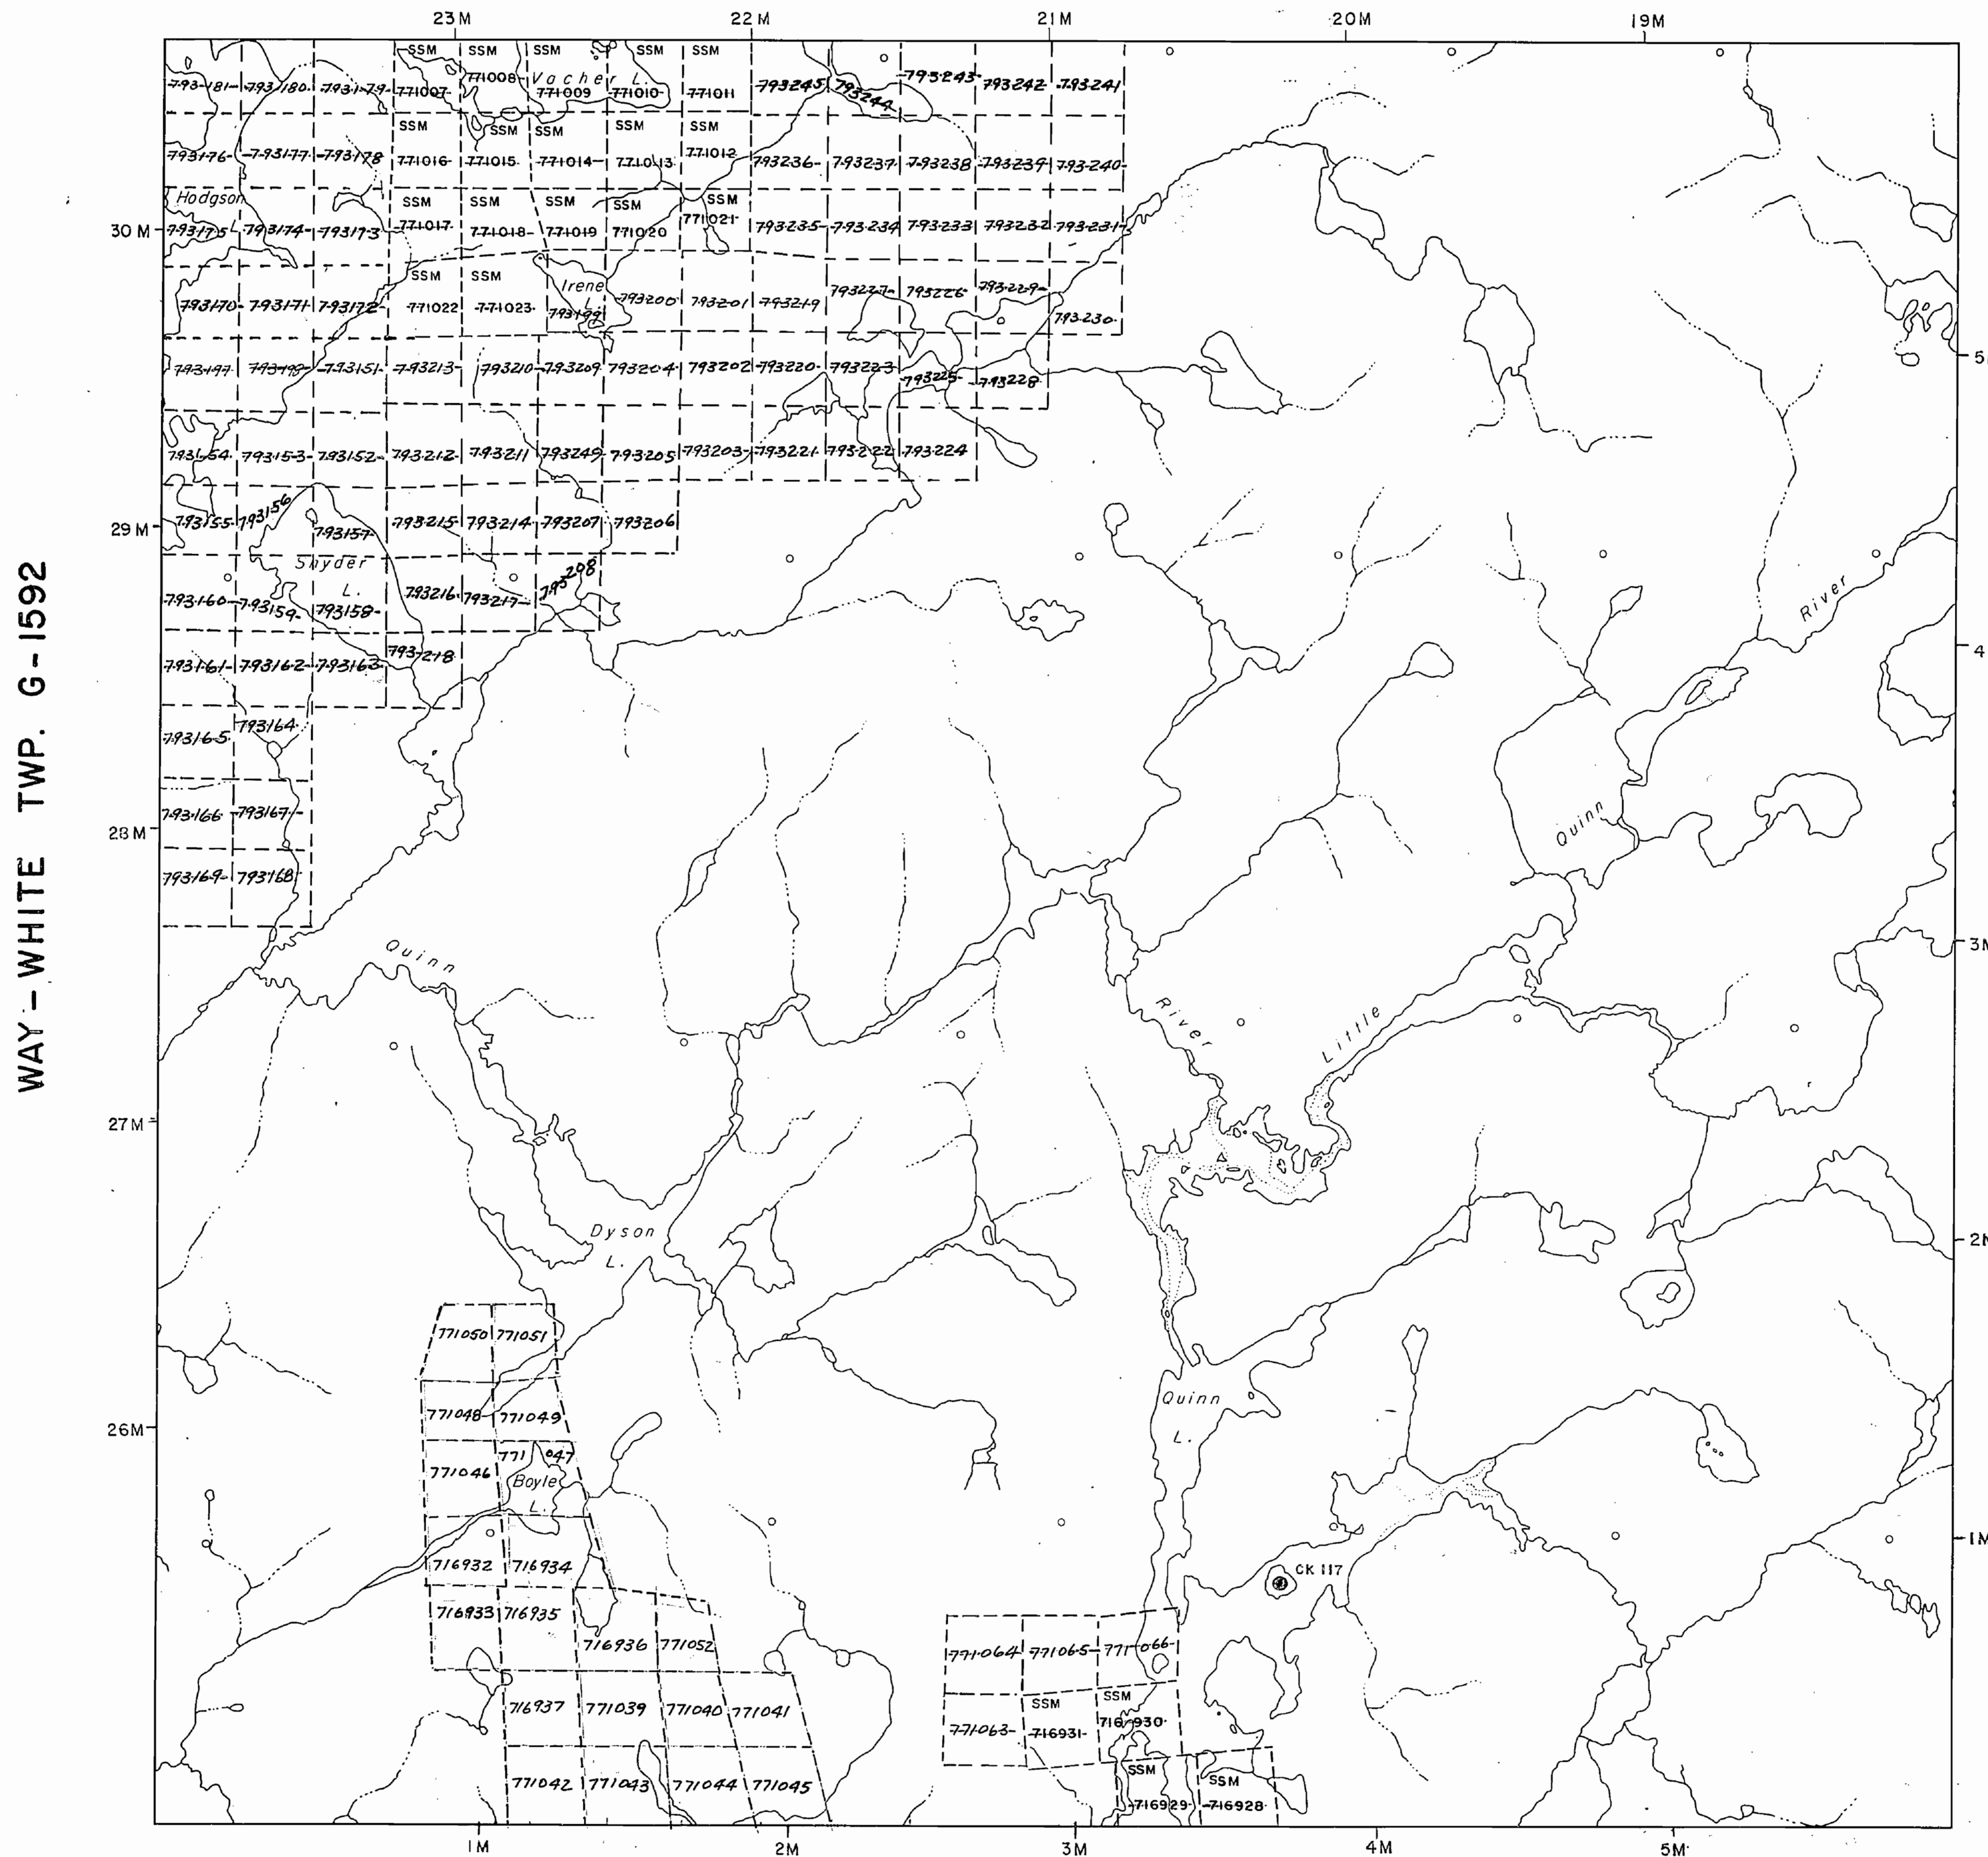 23M 22M 21M 20M 19M
SSM SSM SSM SSM SSM
793181 793180 793179 771007 771008 Vacher L. 771009 771010 771011 793245 793244 793243 793242 793241
SSM SSM SSM SSM SSM
793176 793177 793178 771016 771015 771014 771013 771012 793236 793237 793238 793239 793240
Hodgson L. SSM SSM SSM SSM SSM
30M 793175 793174 793173 771017 771018 771019 771020 771021 793235 793234 793233 793232 793231
SSM SSM
793170 793171 793172 771022 771023 Irene L. 793199 793200 793201 793219 793227 793226 793229 793230
793197 793198 793151 793213 793210 793209 793204 793202 793220 793223 793225 793228
5
793154 793153 793152 793212 793211 793249 793205 793203 793221 793222 793224
29M 793155 793156 793157 793215 793214 793207 793206
Snyder L.
793160 793159 793158 793216 793217 793208
River
793161 793162 793163 793218
4
793165 793164
28M 793166 793167
Quinn
793169 793168
Quinn
3M
River
Little
WAY-WHITE TWP. G-1592
27M
Dyson L.
2M
771050 771051
Quinn L.
771048 771049
26M
771046 771047
Boyle L.
1M
716932 716934
CK 117
716933 716935
716936 771052 771064 771065 771066
SSM SSM
716937 771039 771040 771041 771063 716931 716930
SSM SSM
771042 771043 771044 771045 716929 716928
1M 2M 3M 4M 5M